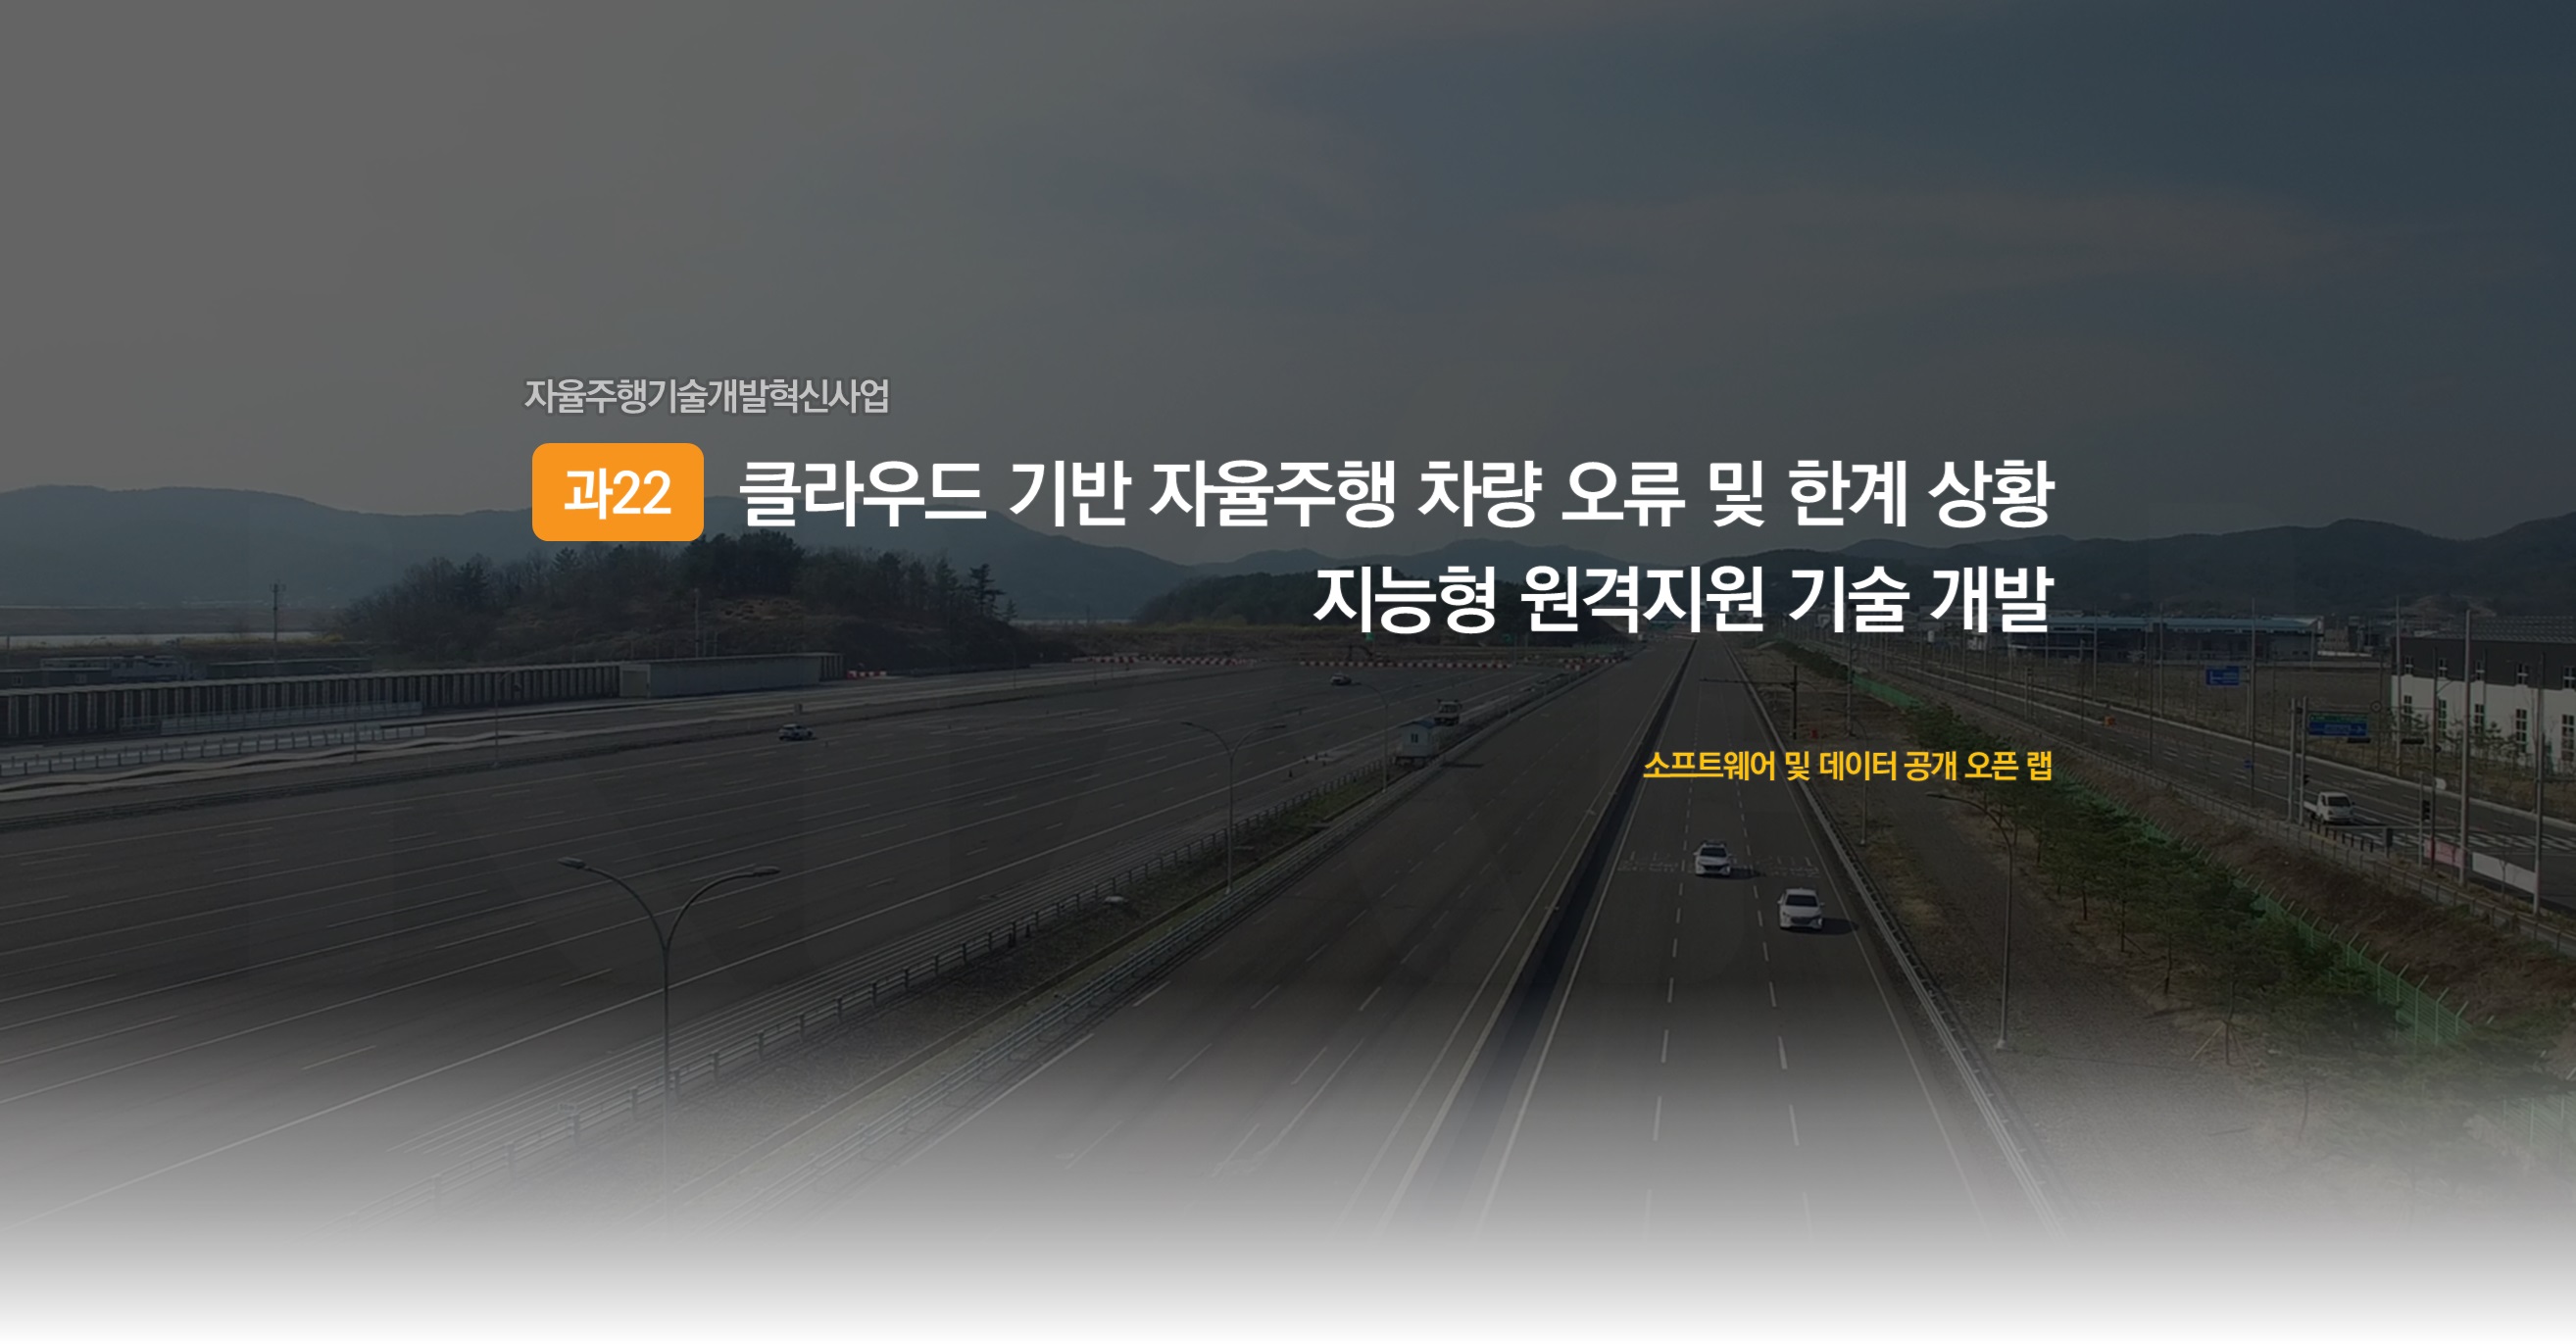 자율주행기술개발혁신사업
과22 클라우드 기반 자율주행 차량 오류 및 한계 상황
지능형 원격지원 기술 개발
소프트웨어 및 데이터 공개 오픈 랩